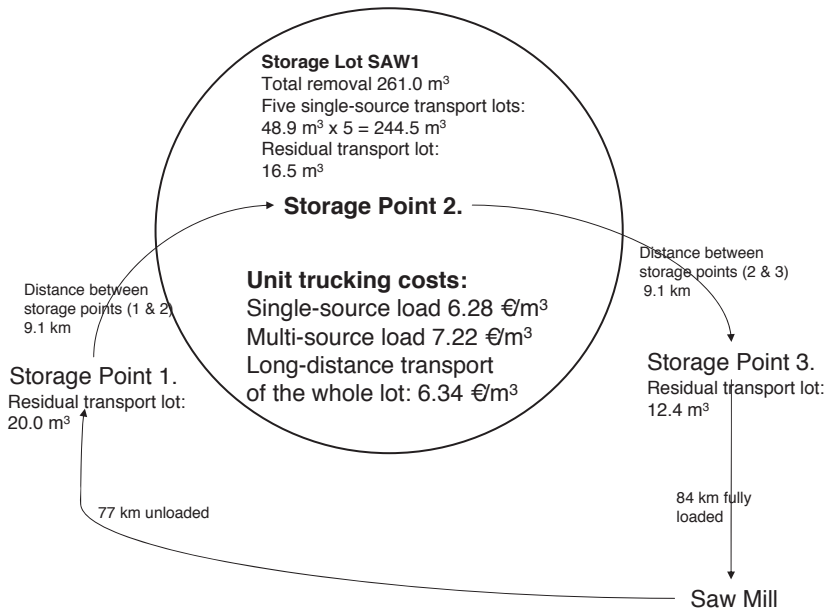 Storage Lot SAW1
Total removal 261.0 m³
Five single-source transport lots:
48.9 m³ x 5 = 244.5 m³
Residual transport lot:
16.5 m³
Storage Point 2.
Distance between
storage points (2 & 3)
9.1 km
Distance between
storage points (1 & 2)
9.1 km
Unit trucking costs:
Single-source load 6.28 €/m³
Multi-source load 7.22 €/m³
Long-distance transport
of the whole lot: 6.34 €/m³
Storage Point 1.
Residual transport lot:
20.0 m³
Storage Point 3.
Residual transport lot:
12.4 m³
77 km unloaded
84 km fully
loaded
Saw Mill